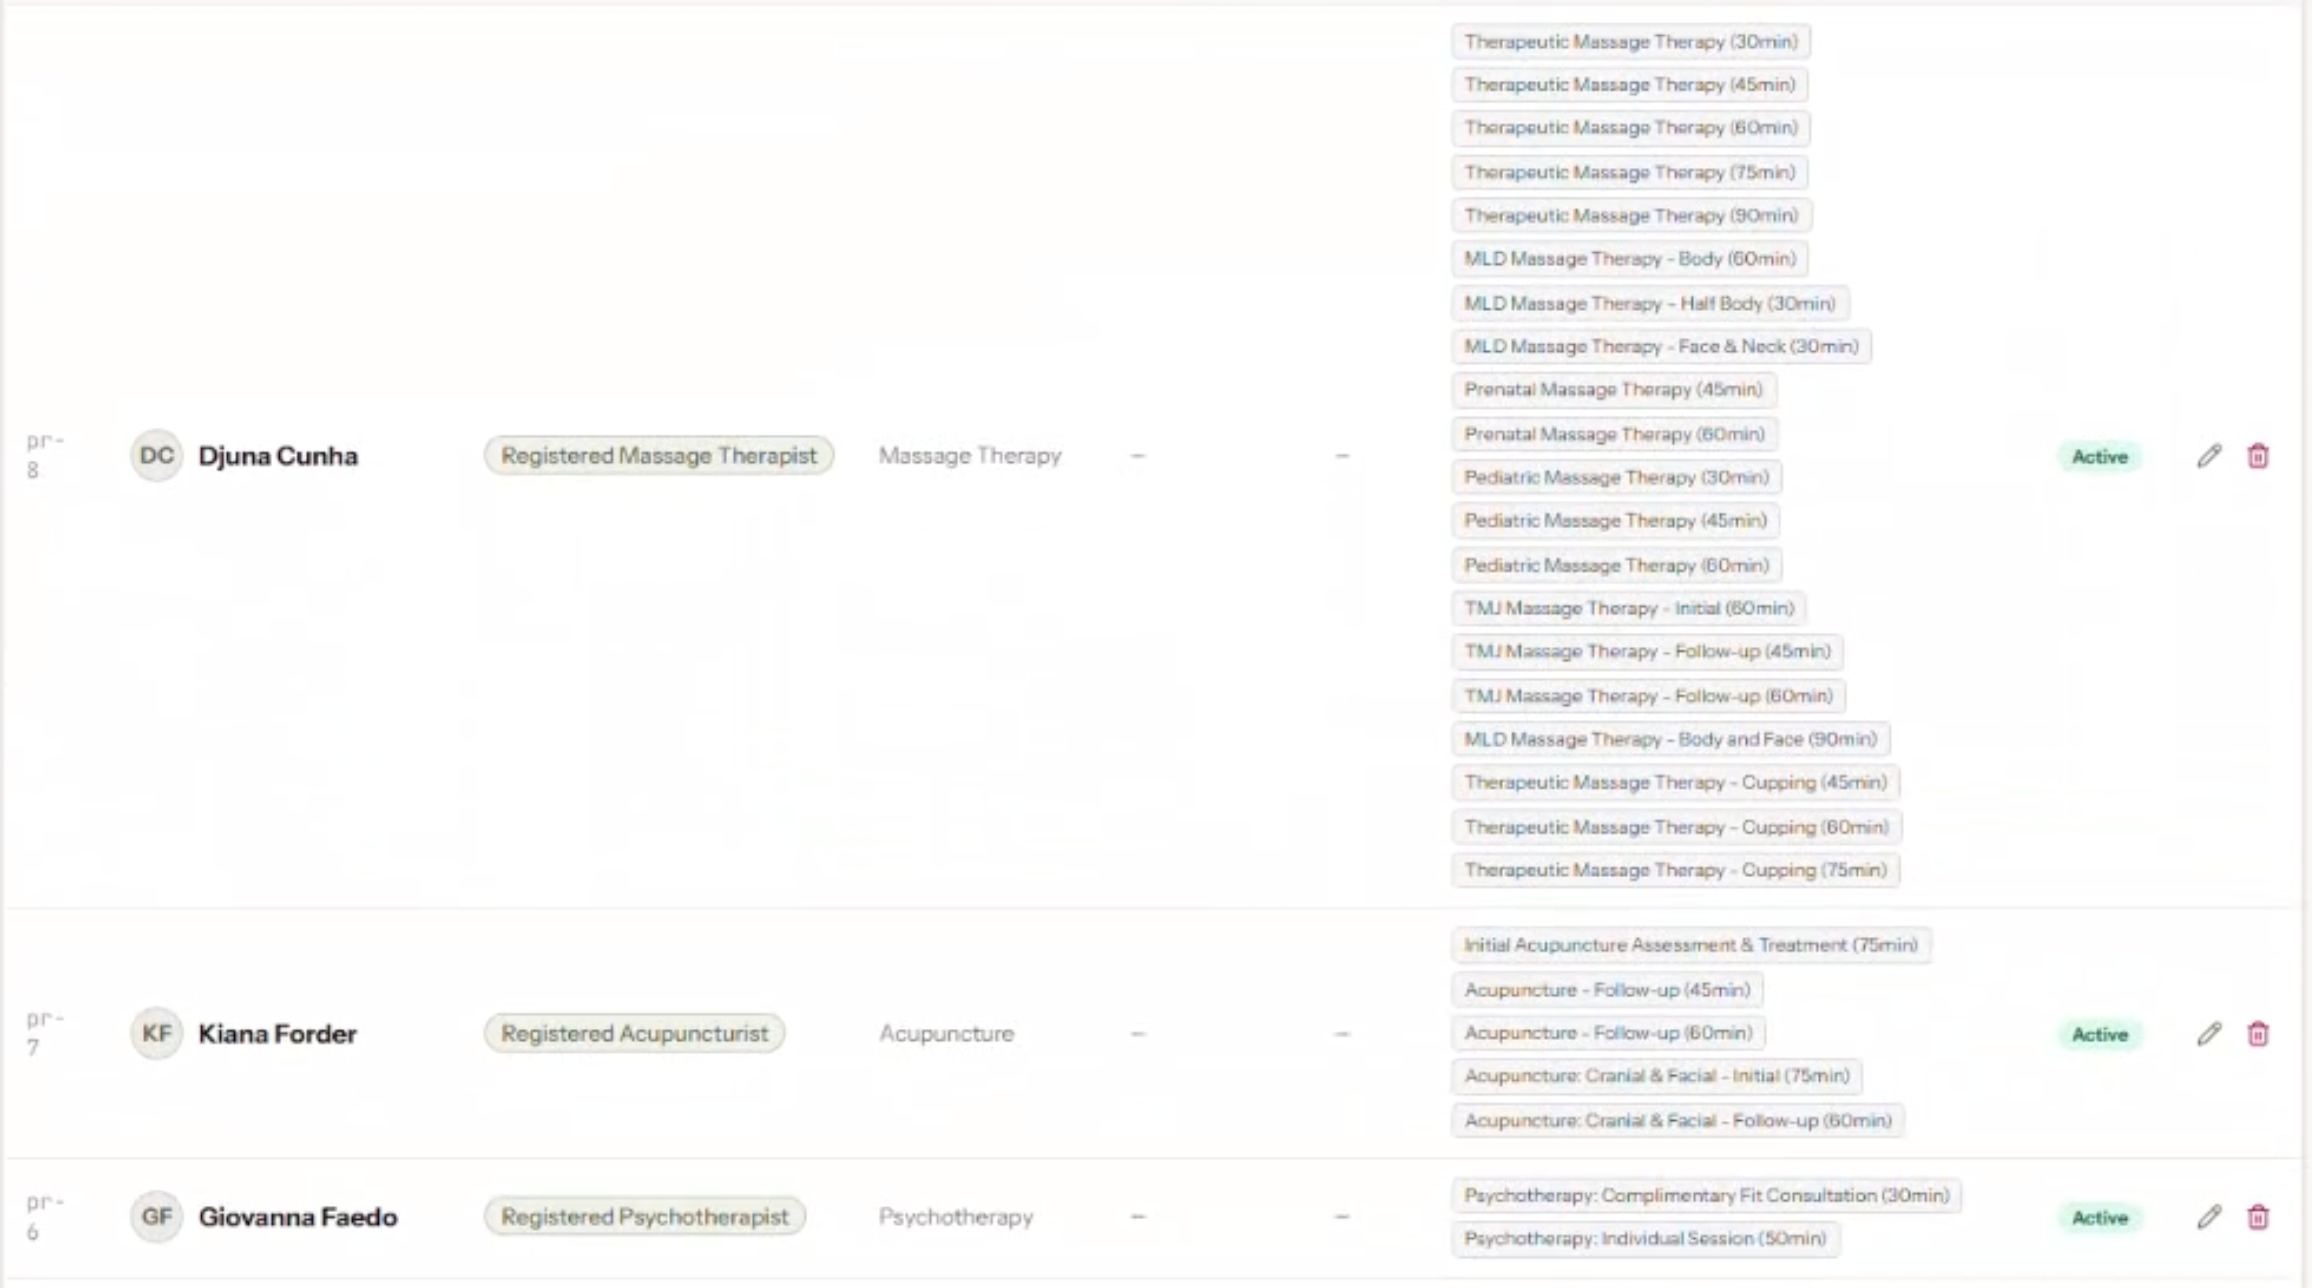 Therapeutic Massage Therapy (30min)
Therapeutic Massage Therapy (45min)
Therapeutic Massage Therapy (60min)
Therapeutic Massage Therapy (75min)
Therapeutic Massage Therapy (90min)
MLD Massage Therapy - Body (60min)
MLD Massage Therapy - Half Body (30min)
MLD Massage Therapy - Face & Neck (30min)
Prenatal Massage Therapy (45min)
Prenatal Massage Therapy (60min)
Pediatric Massage Therapy (30min)
Pediatric Massage Therapy (45min)
Pediatric Massage Therapy (60min)
TMJ Massage Therapy - Initial (60min)
TMJ Massage Therapy - Follow-up (45min)
TMJ Massage Therapy - Follow-up (60min)
MLD Massage Therapy - Body and Face (90min)
Therapeutic Massage Therapy - Cupping (45min)
Therapeutic Massage Therapy - Cupping (60min)
Therapeutic Massage Therapy - Cupping (75min)
pr-
8
DC Djuna Cunha Registered Massage Therapist Massage Therapy - - Active
Initial Acupuncture Assessment & Treatment (75min)
Acupuncture - Follow-up (45min)
Acupuncture - Follow-up (60min)
Acupuncture: Cranial & Facial - Initial (75min)
Acupuncture: Cranial & Facial - Follow-up (60min)
pr-
7
KF Kiana Forder Registered Acupuncturist Acupuncture - - Active
Psychotherapy: Complimentary Fit Consultation (30min)
Psychotherapy: Individual Session (50min)
pr-
6
GF Giovanna Faedo Registered Psychotherapist Psychotherapy - - Active